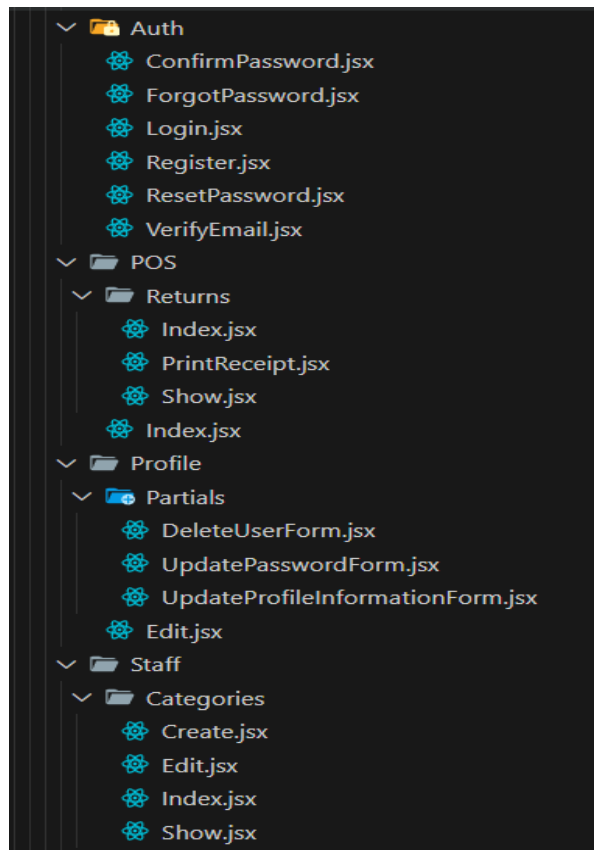 Auth
ConfirmPassword.jsx
ForgotPassword.jsx
Login.jsx
Register.jsx
ResetPassword.jsx
VerifyEmail.jsx
POS
Returns
Index.jsx
PrintReceipt.jsx
Show.jsx
Index.jsx
Profile
Partials
DeleteUserForm.jsx
UpdatePasswordForm.jsx
UpdateProfileInformationForm.jsx
Edit.jsx
Staff
Categories
Create.jsx
Edit.jsx
Index.jsx
Show.jsx